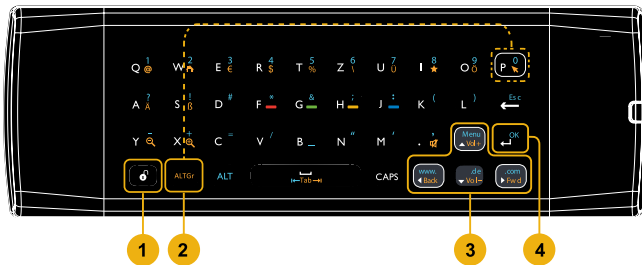 Q 1 @ W 2 E 3 € R 4 $ T 5 % Z 6 \ U 7 Ü I 8 * O 9 Ö P 0
A ? Ä S ! ß D # F * G & H ; J : K ( L ) Esc
Y - X + C = V / B _ N " M ' . , Menu Vol+ OK
ALTGr ALT Tab CAPS www. Back .de Vol- .com Fwd
1 2 3 4